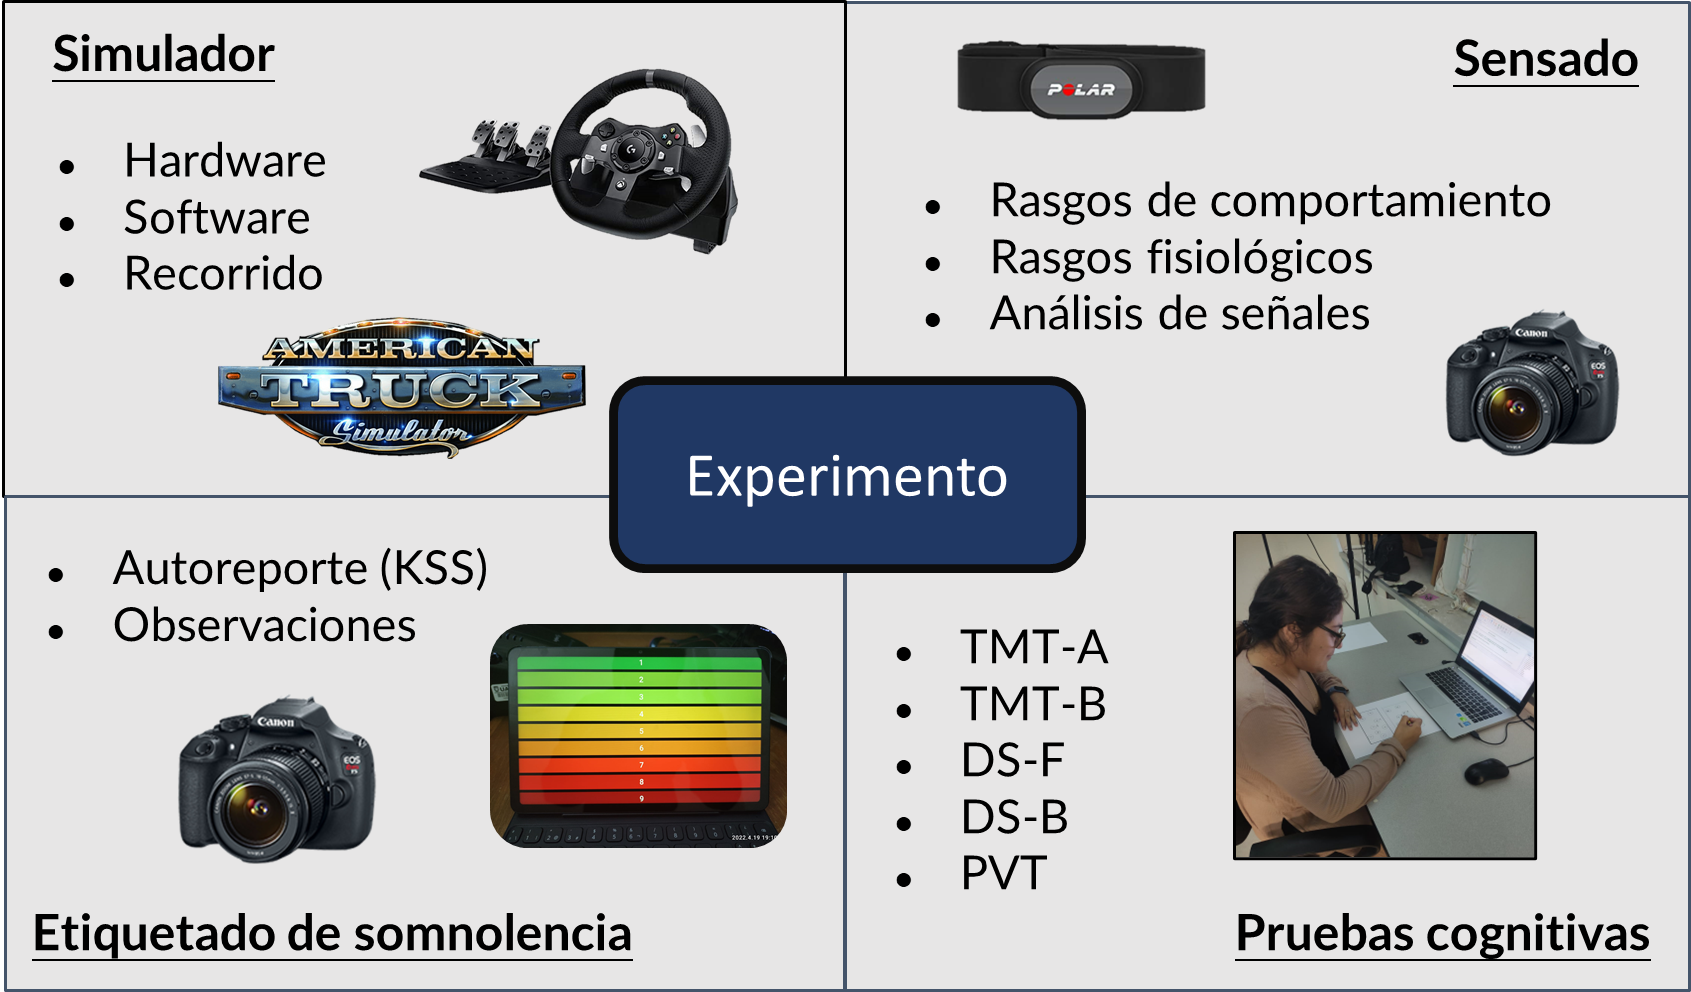 Simulador
Hardware
Software
Recorrido
AMERICAN
TRUCK
Simulator
POLAR
Sensado
Rasgos de comportamiento
Rasgos fisiológicos
Análisis de señales
Canon
EOS
Experimento
Autoreporte (KSS)
Observaciones
Canon
EOS
1
2
3
4
5
6
7
8
9
Etiquetado de somnolencia
TMT-A
TMT-B
DS-F
DS-B
PVT
Pruebas cognitivas